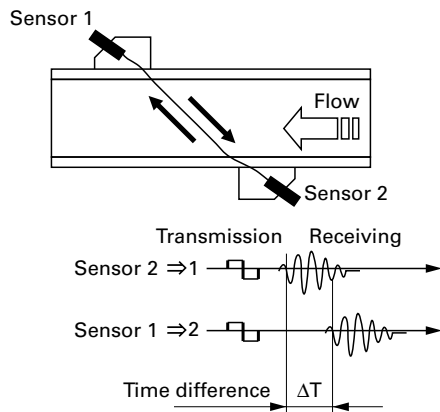 Sensor 1
Flow
Sensor 2
Transmission Receiving
Sensor 2 ⇒1
Sensor 1 ⇒2
Time difference ΔT